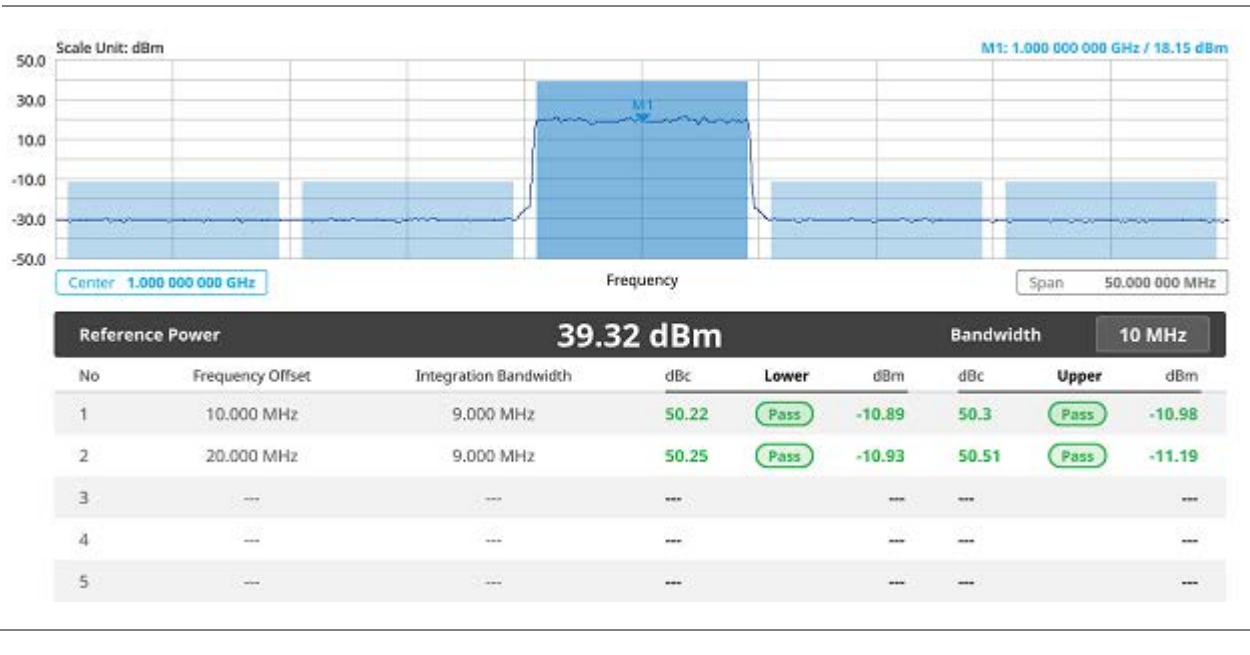 Scale Unit: dBm M1: 1.000 000 000 GHz / 18.15 dBm
50.0
30.0
M1
10.0
-10.0
-30.0
-50.0
Center 1.000 000 000 GHz Frequency Span 50.000 000 MHz
Reference Power 39.32 dBm Bandwidth 10 MHz
No Frequency Offset Integration Bandwidth dBc Lower dBm dBc Upper dBm
1 10.000 MHz 9.000 MHz 50.22 Pass -10.89 50.3 Pass -10.98
2 20.000 MHz 9.000 MHz 50.25 Pass -10.93 50.51 Pass -11.19
3 --- --- --- --- --- ---
4 --- --- --- --- --- ---
5 --- --- --- --- --- ---